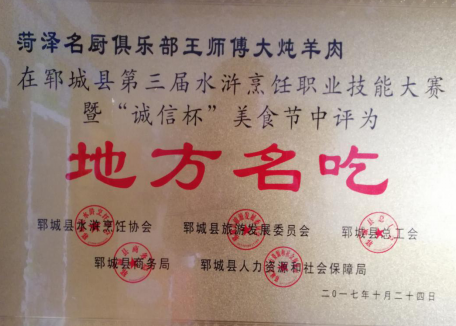 菏泽名厨俱乐部王师傅大炖羊肉
在郓城县第三届水浒烹饪职业技能大赛
暨“诚信杯”美食节中评为
地方名吃
郓城县水浒烹饪协会 郓城县旅游发展委员会 郓城县总工会
郓城县商务局 郓城县人力资源和社会保障局
二〇一七年十月二十四日